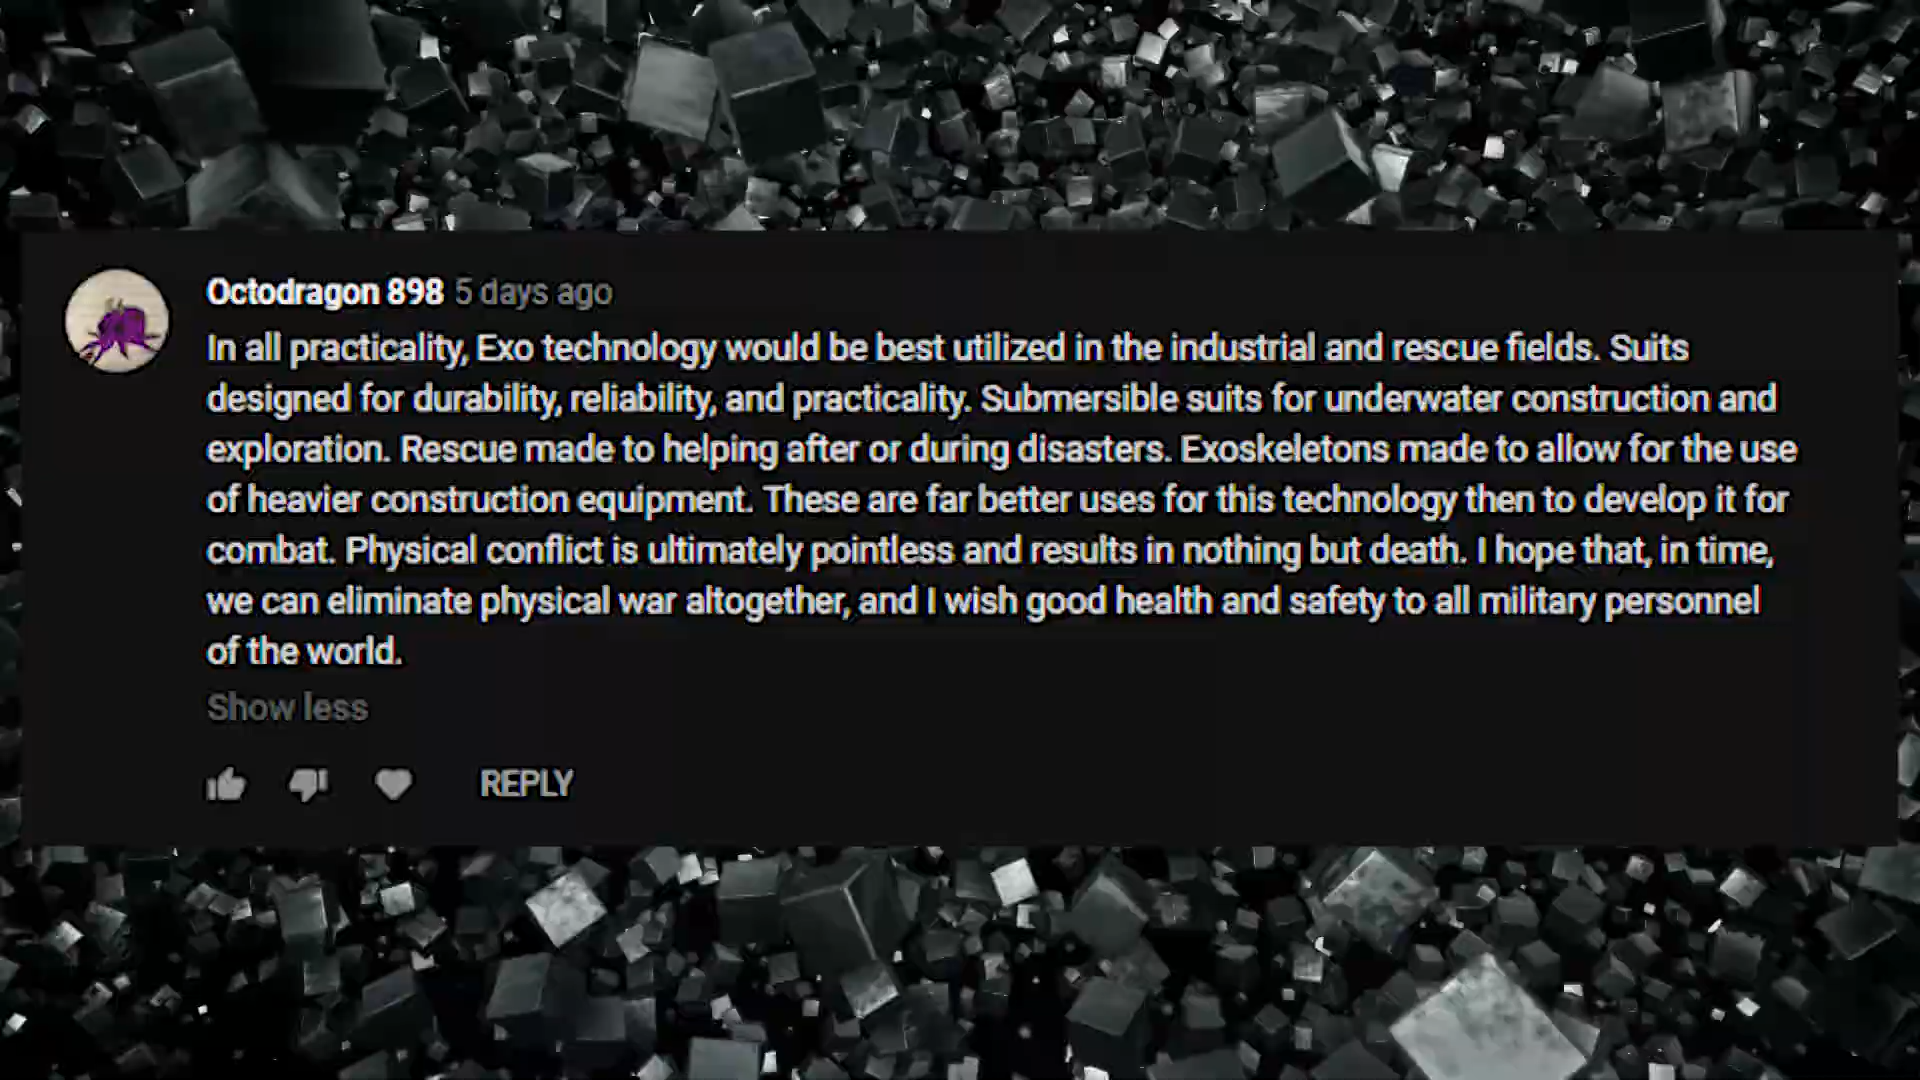 Octodragon 898 5 days ago
In all practicality, Exo technology would be best utilized in the industrial and rescue fields. Suits
designed for durability, reliability, and practicality. Submersible suits for underwater construction and
exploration. Rescue made to helping after or during disasters. Exoskeletons made to allow for the use
of heavier construction equipment. These are far better uses for this technology then to develop it for
combat. Physical conflict is ultimately pointless and results in nothing but death. I hope that, in time,
we can eliminate physical war altogether, and I wish good health and safety to all military personnel
of the world.
Show less
REPLY